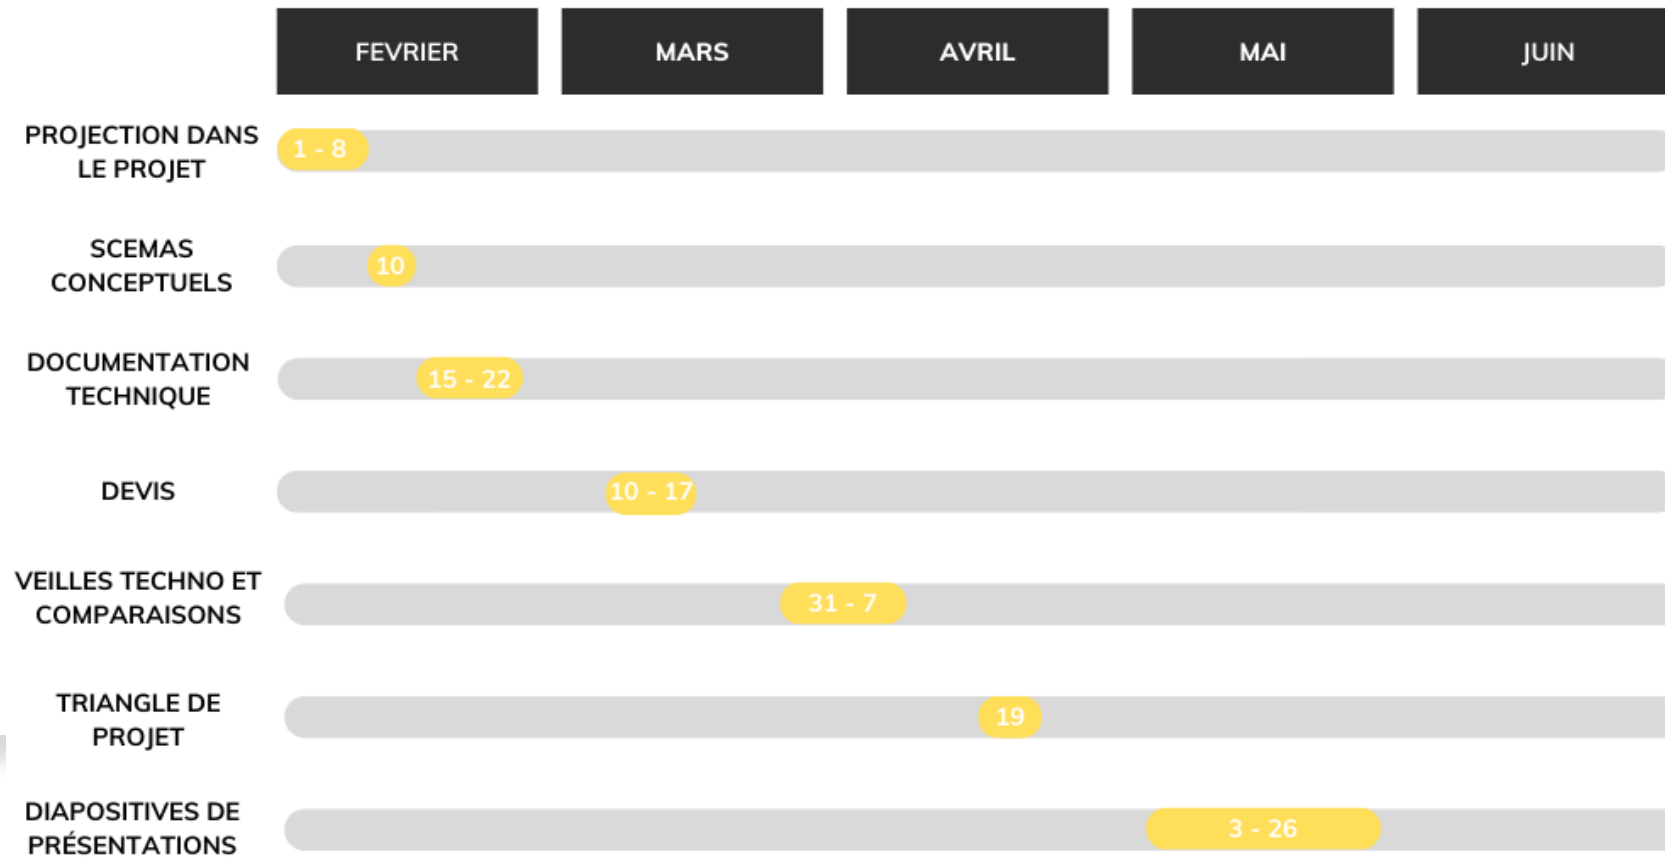 FEVRIER
MARS
AVRIL
MAI
JUIN
PROJECTION DANS
LE PROJET
1 - 8
SCEMAS
CONCEPTUELS
10
DOCUMENTATION
TECHNIQUE
15 - 22
DEVIS
10 - 17
VEILLES TECHNO ET
COMPARAISONS
31 - 7
TRIANGLE DE
PROJET
19
DIAPOSITIVES DE
PRÉSENTATIONS
3 - 26